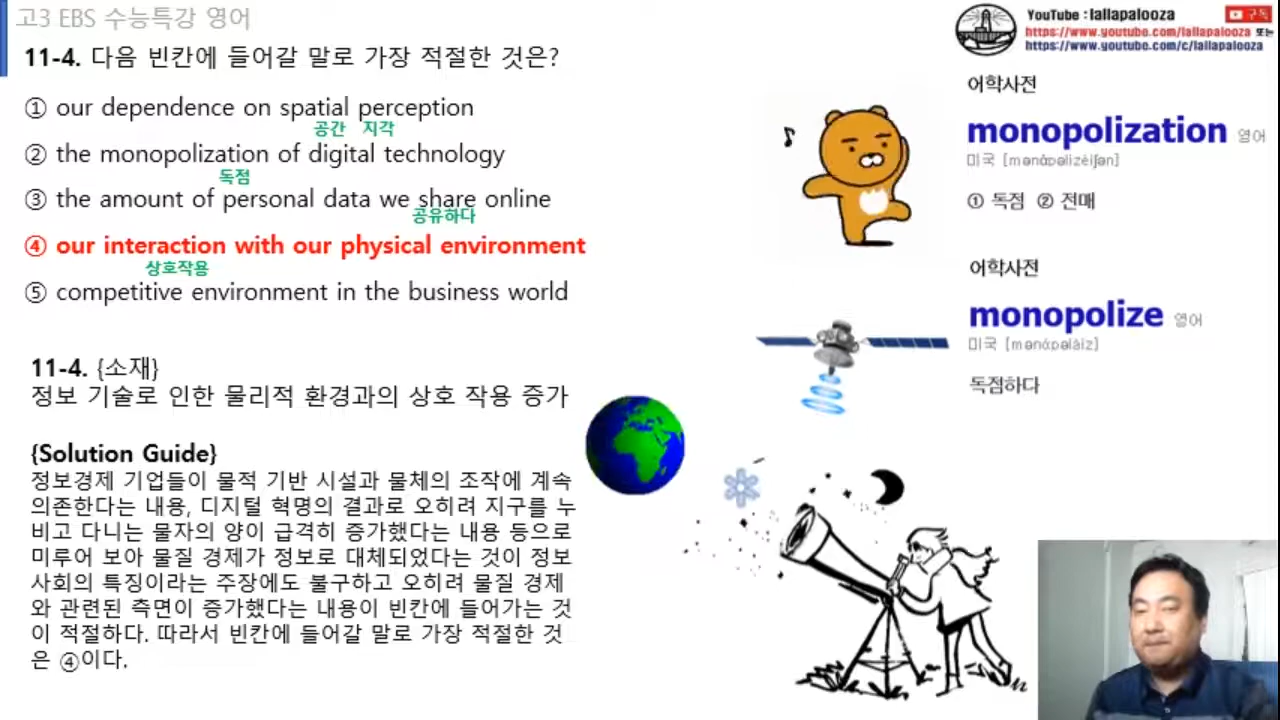 고3 EBS 수능특강 영어
11-4. 다음 빈칸에 들어갈 말로 가장 적절한 것은?
① our dependence on spatial perception
공간 지각
② the monopolization of digital technology
독점
③ the amount of personal data we share online
공유하다
④ our interaction with our physical environment
상호작용
⑤ competitive environment in the business world
11-4. {소재}
정보 기술로 인한 물리적 환경과의 상호 작용 증가
{Solution Guide}
정보경제 기업들이 물적 기반 시설과 물체의 조작에 계속
의존한다는 내용, 디지털 혁명의 결과로 오히려 지구를 누
비고 다니는 물자의 양이 급격히 증가했다는 내용 등으로
미루어 보아 물질 경제가 정보로 대체되었다는 것이 정보
사회의 특징이라는 주장에도 불구하고 오히려 물질 경제
와 관련된 측면이 증가했다는 내용이 빈칸에 들어가는 것
이 적절하다. 따라서 빈칸에 들어갈 말로 가장 적절한 것
은 ④이다.
YouTube : lallapalooza
구독
https://www.youtube.com/lallapalooza 또는
https://www.youtube.com/c/lallapalooza
어학사전
monopolization 영어
미국 [mənὰpəlizéiʃən]
① 독점 ② 전매
어학사전
monopolize 영어
미국 [mənάpəlàiz]
독점하다